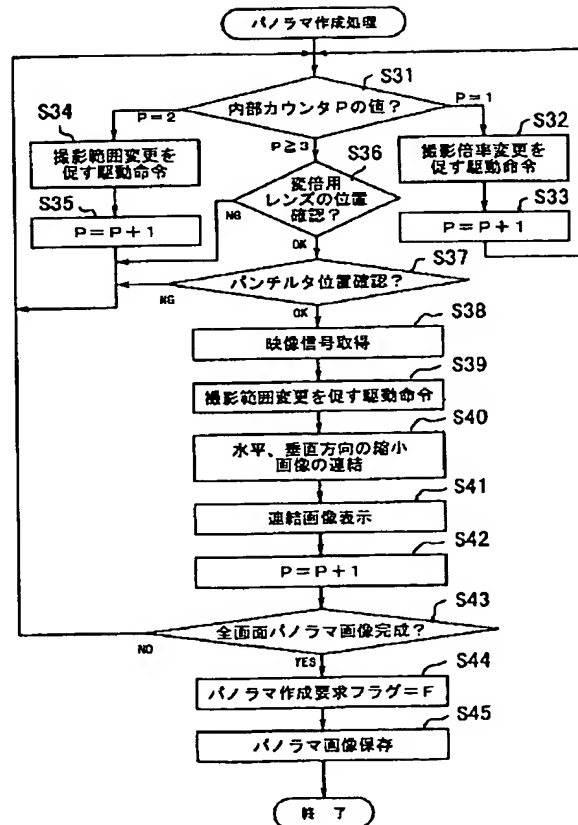 パノラマ作成処理
S31
内部カウンタPの値?
P=2
P=1
P≧3
S34
撮影範囲変更を
促す駆動命令
S35
P=P+1
S32
撮影倍率変更を
促す駆動命令
S33
P=P+1
S36
変倍用
レンズの位置
確認?
NG
OK
S37
パンチルタ位置確認?
NG
OK
S38
映像信号取得
S39
撮影範囲変更を促す駆動命令
S40
水平、垂直方向の縮小
画像の連結
S41
連結画像表示
S42
P=P+1
S43
全画面パノラマ画像完成?
NO
YES
S44
パノラマ作成要求フラグ=F
S45
パノラマ画像保存
終了